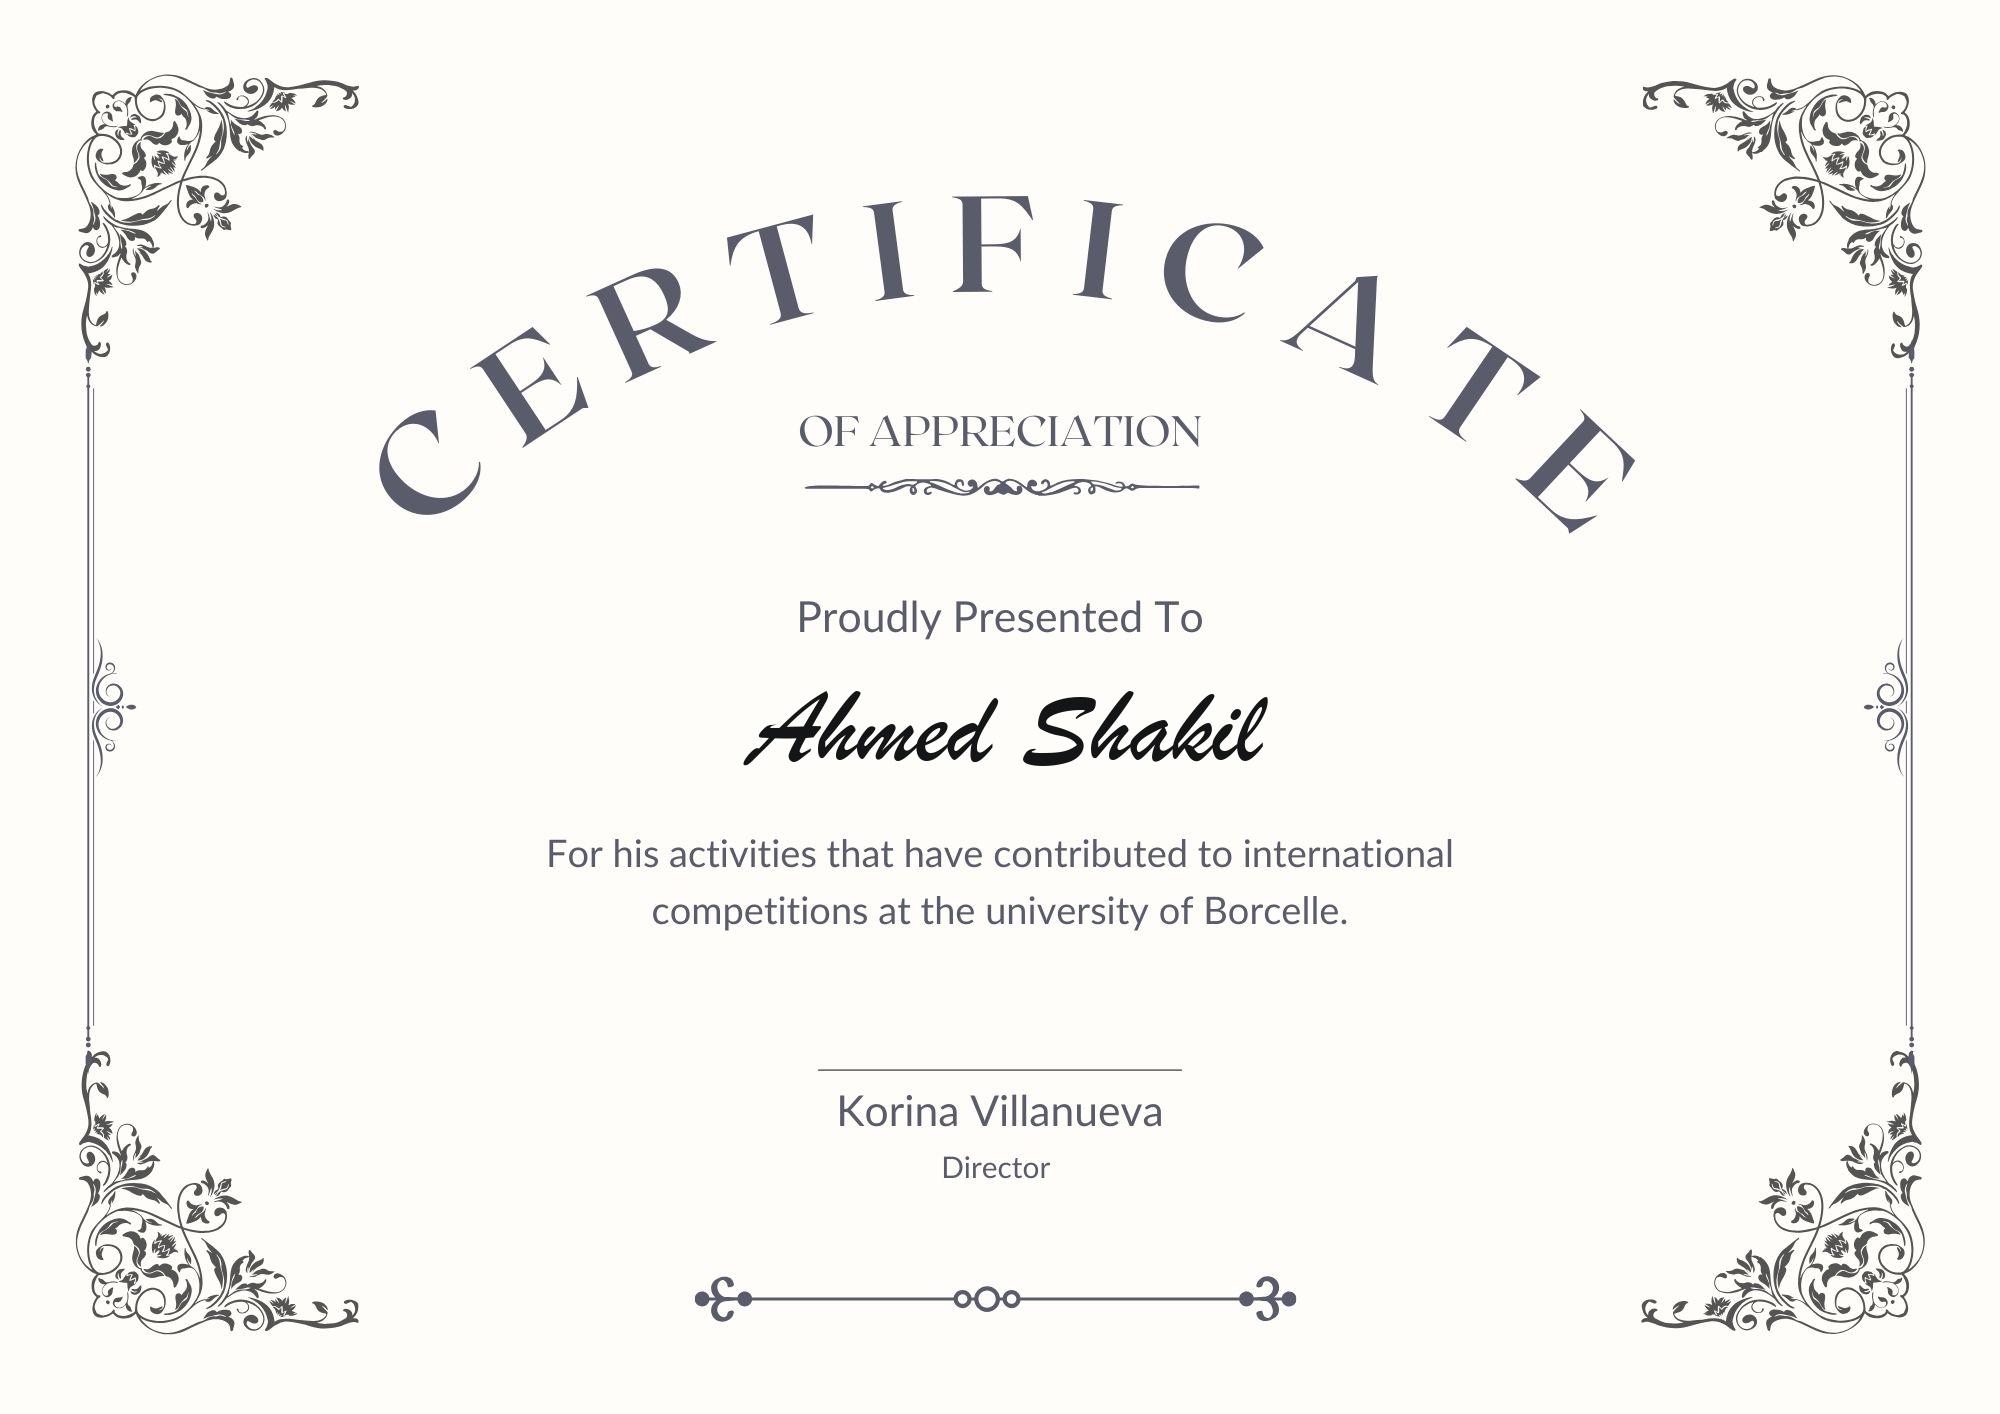 CERTIFICATE
OF APPRECIATION
Proudly Presented To
Ahmed Shakil
For his activities that have contributed to international
competitions at the university of Borcelle.
Korina Villanueva
Director